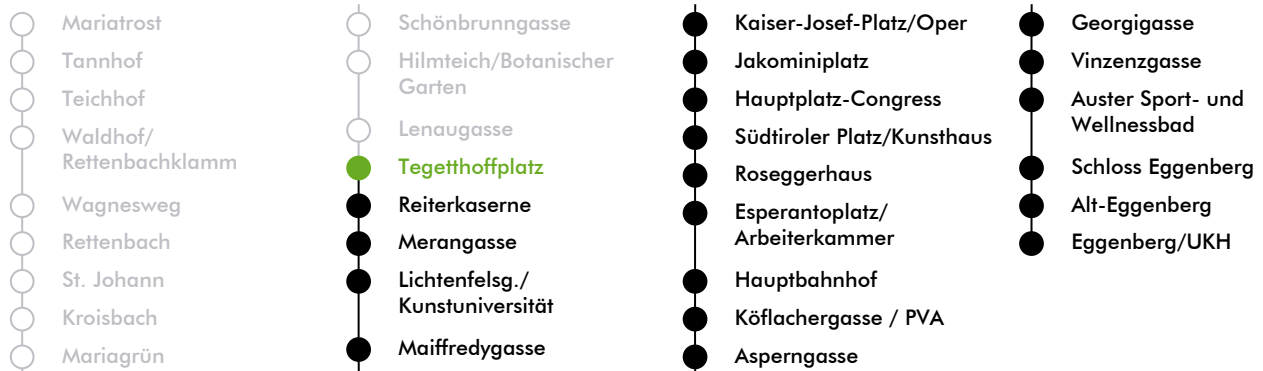 Mariatrost
Tannhof
Teichhof
Waldhof/
Rettenbachklamm
Wagnesweg
Rettenbach
St. Johann
Kroisbach
Mariagrün
Schönbrunngasse
Hilmteich/Botanischer
Garten
Lenaugasse
Tegetthoffplatz
Reiterkaserne
Merangasse
Lichtenfelsg./
Kunstuniversität
Maiffredygasse
Kaiser-Josef-Platz/Oper
Jakominiplatz
Hauptplatz-Congress
Südtiroler Platz/Kunsthaus
Roseggerhaus
Esperantoplatz/
Arbeiterkammer
Hauptbahnhof
Köflachergasse / PVA
Asperngasse
Georgigasse
Vinzenzgasse
Auster Sport- und
Wellnessbad
Schloss Eggenberg
Alt-Eggenberg
Eggenberg/UKH